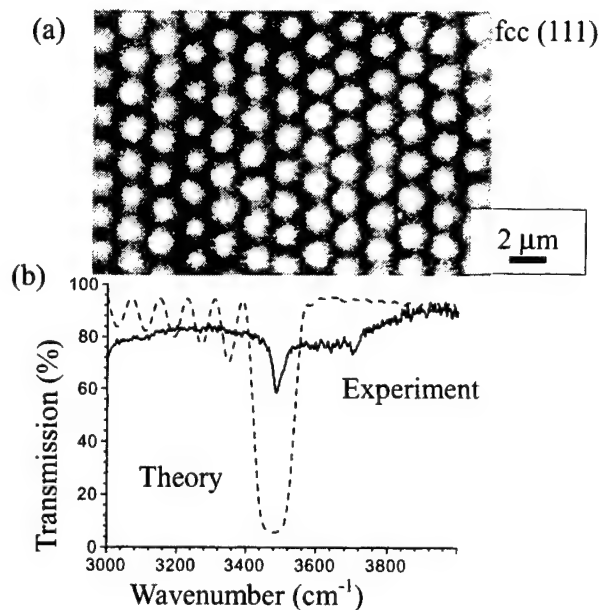 (a)
fcc (111)
2 μm
(b)
100
80
60
40
20
0
Transmission (%)
Experiment
Theory
3000 3200 3400 3600 3800
Wavenumber (cm⁻¹)